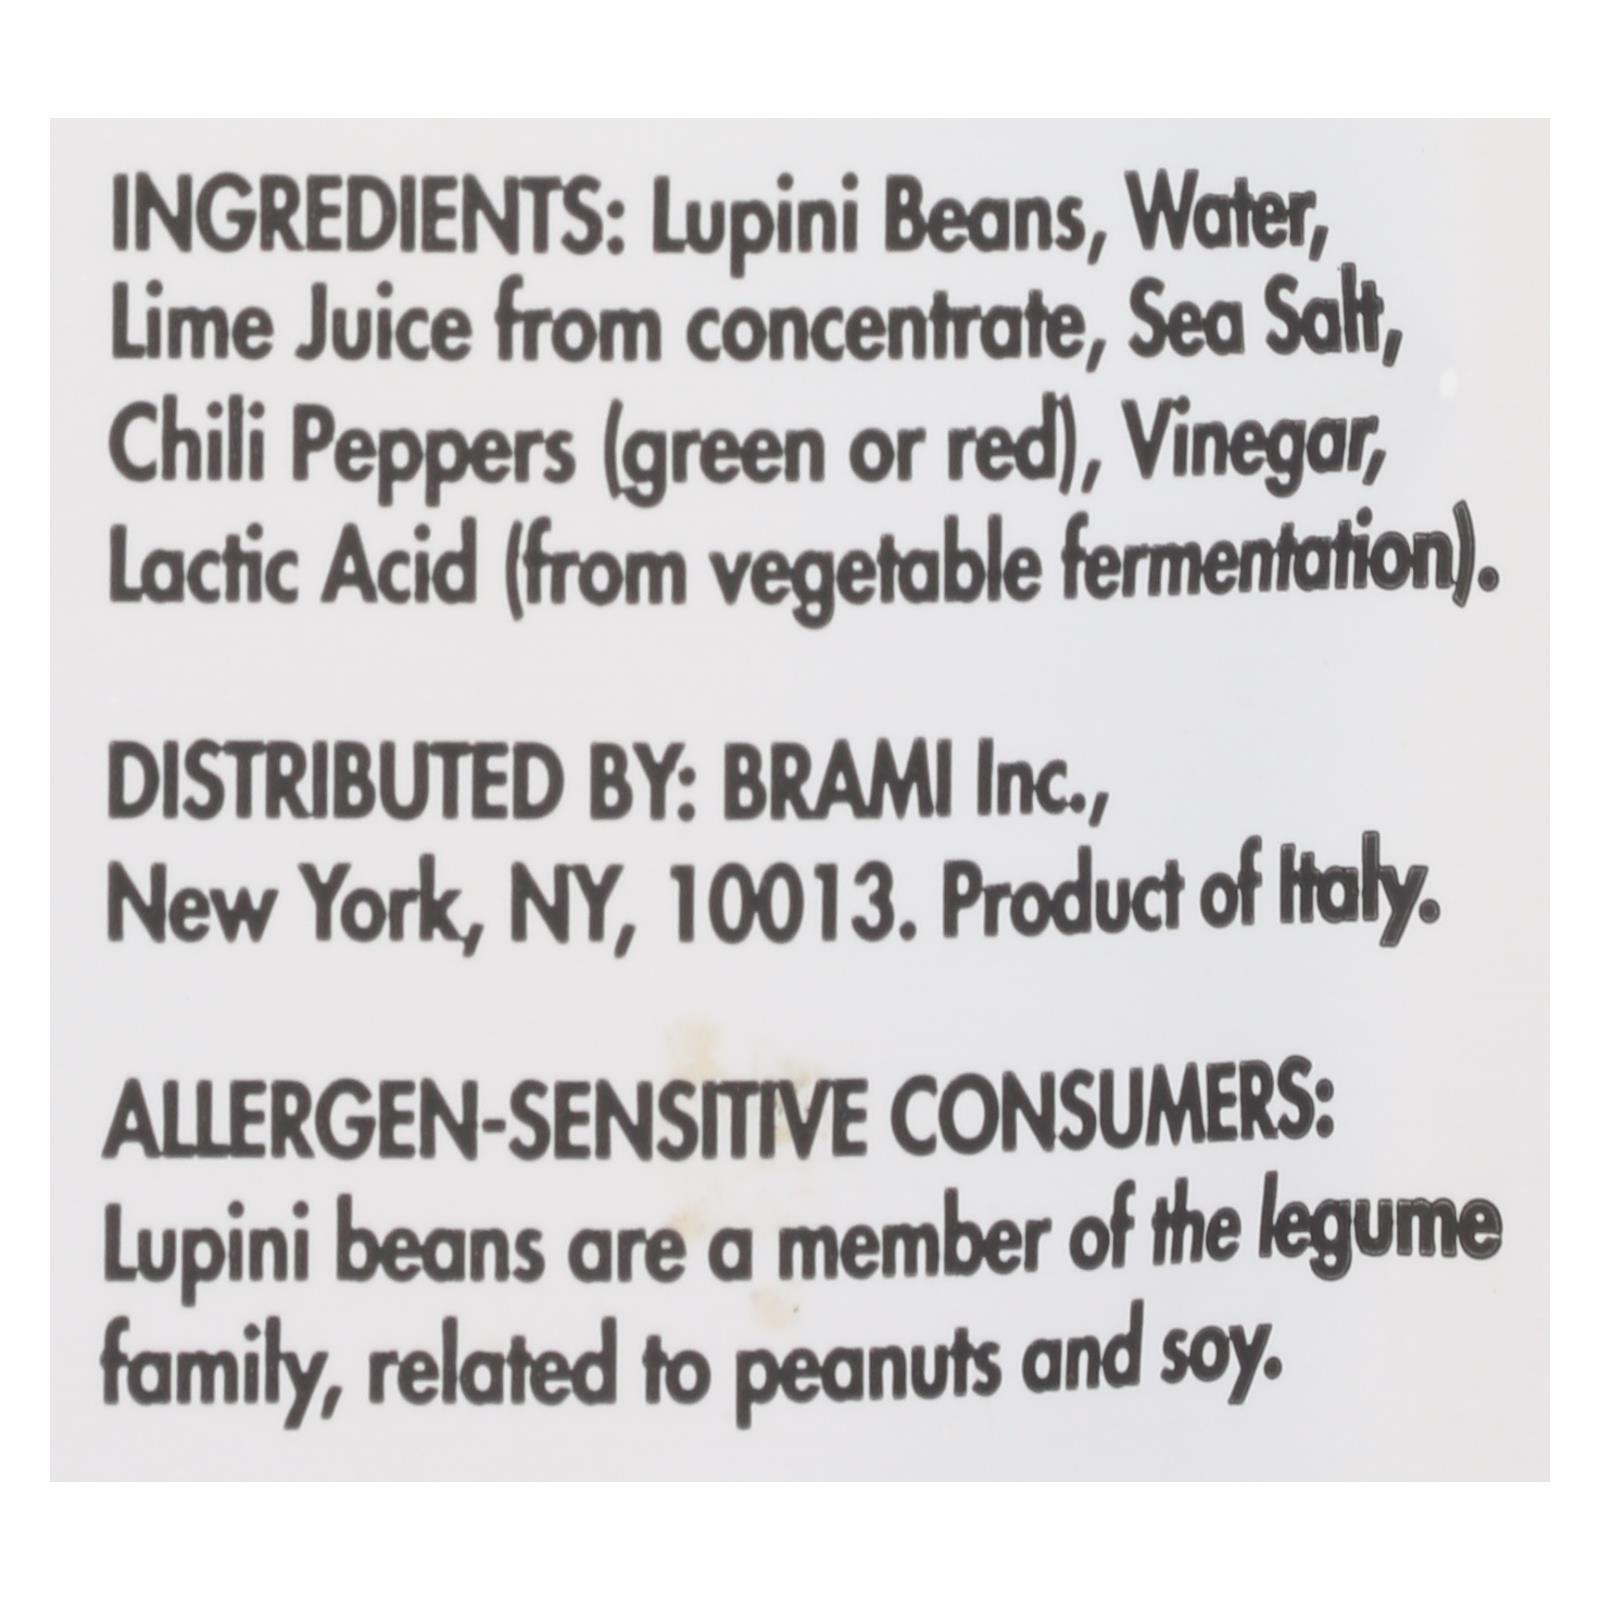 INGREDIENTS: Lupini Beans, Water,
Lime Juice from concentrate, Sea Salt,
Chili Peppers (green or red), Vinegar,
Lactic Acid (from vegetable fermentation).
DISTRIBUTED BY: BRAMI Inc.,
New York, NY, 10013. Product of Italy.
ALLERGEN-SENSITIVE CONSUMERS:
Lupini beans are a member of the legume
family, related to peanuts and soy.